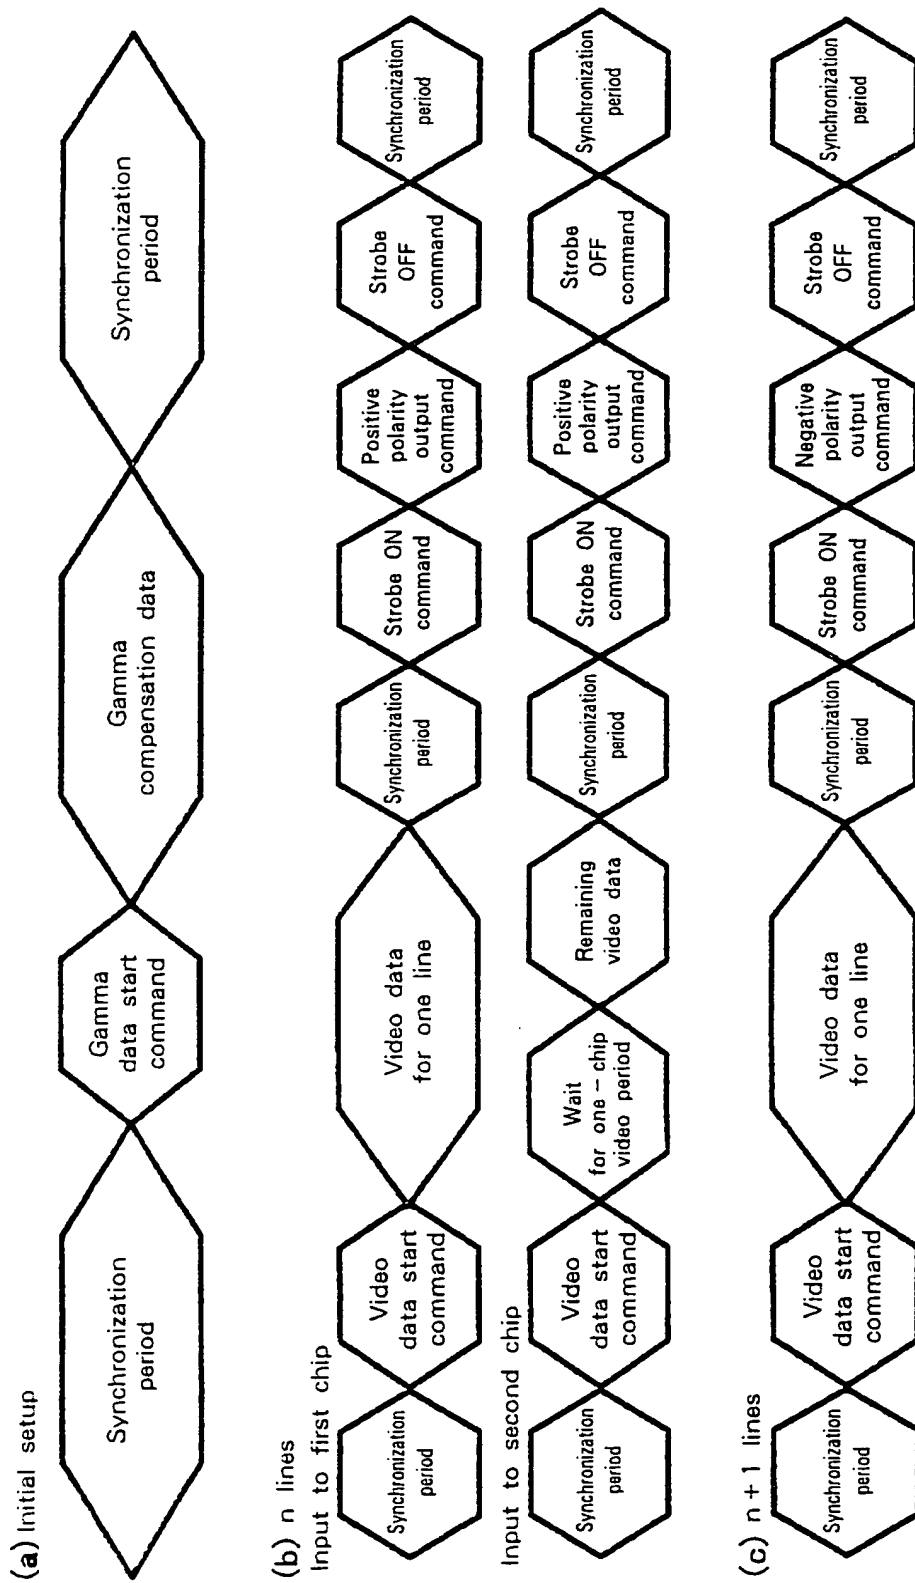 (a) Initial setup
Synchronization
period
Gamma
data start
command
Gamma
compensation data
Synchronization
period
(b) n lines
Input to first chip
Synchronization
period
Video
data start
command
Video data
for one line
Synchronization
period
Strobe ON
command
Positive
polarity
output
command
Strobe
OFF
command
Synchronization
period
Input to second chip
Synchronization
period
Video
data start
command
Wait
for one-chip
video period
Remaining
video data
Synchronization
period
Strobe ON
command
Positive
polarity
output
command
Strobe
OFF
command
Synchronization
period
(c) n+1 lines
Synchronization
period
Video
data start
command
Video data
for one line
Synchronization
period
Strobe ON
command
Negative
polarity
output
command
Strobe
OFF
command
Synchronization
period